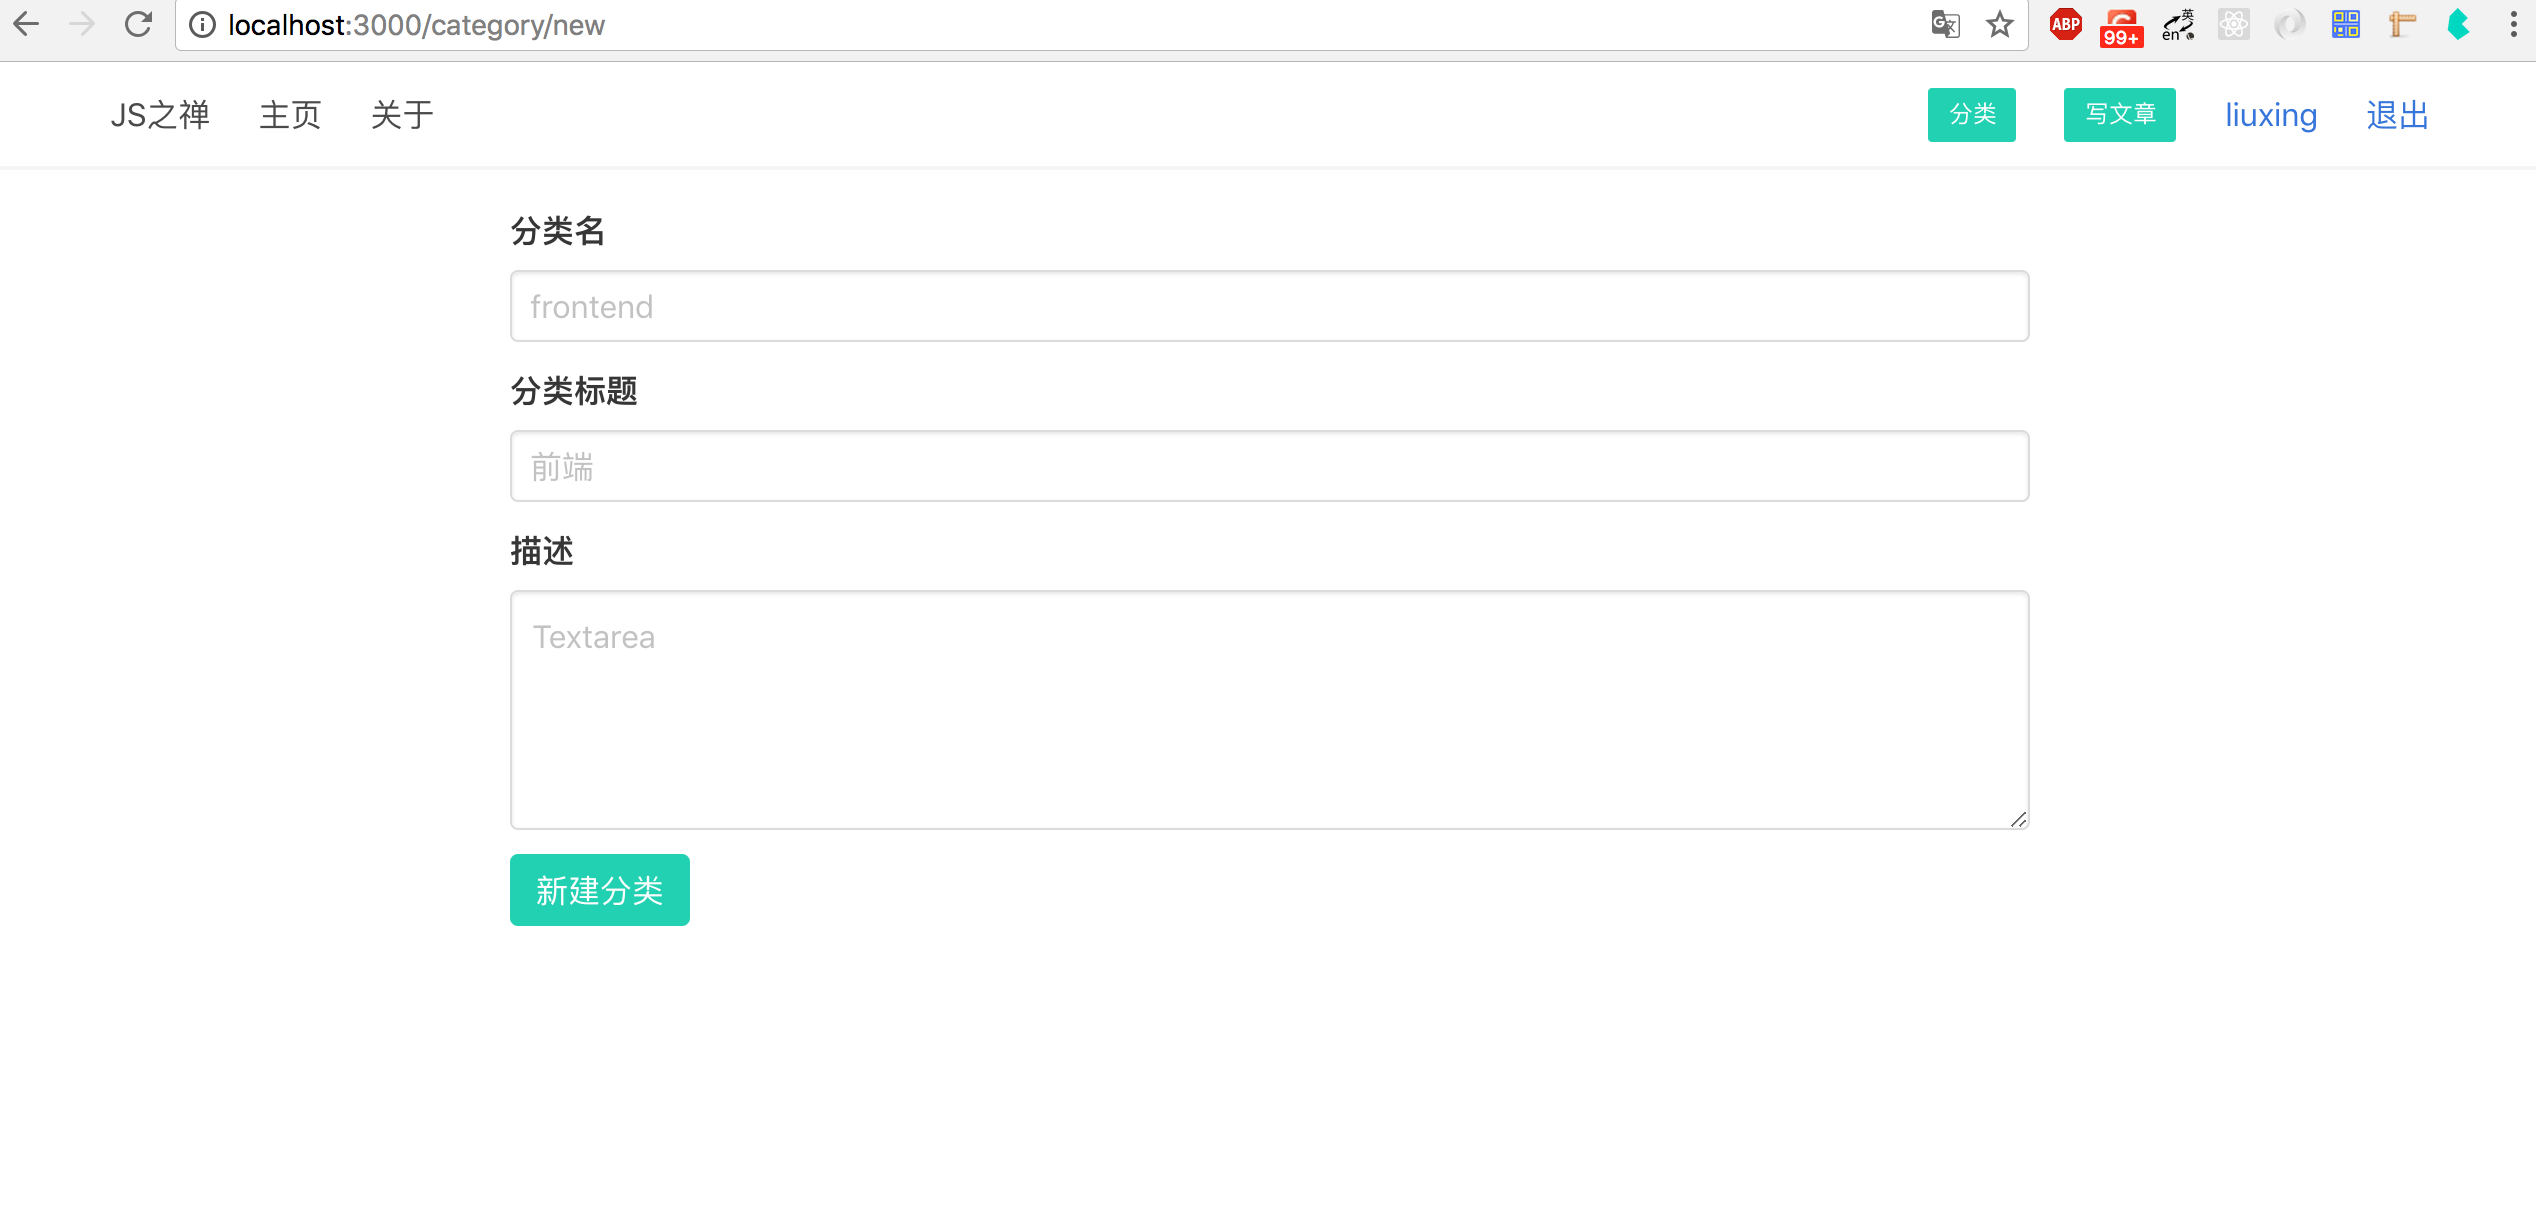 localhost:3000/category/new
ABP 99+ 英 en
JS之禅 主页 关于 分类 写文章 liuxing 退出
分类名
frontend
分类标题
前端
描述
Textarea
新建分类